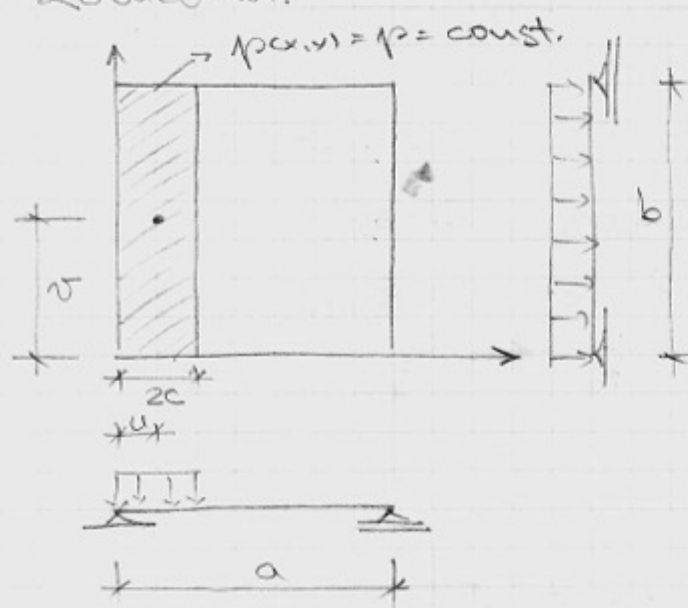 p(x,y) = p = const.
b
v
2c
u
a